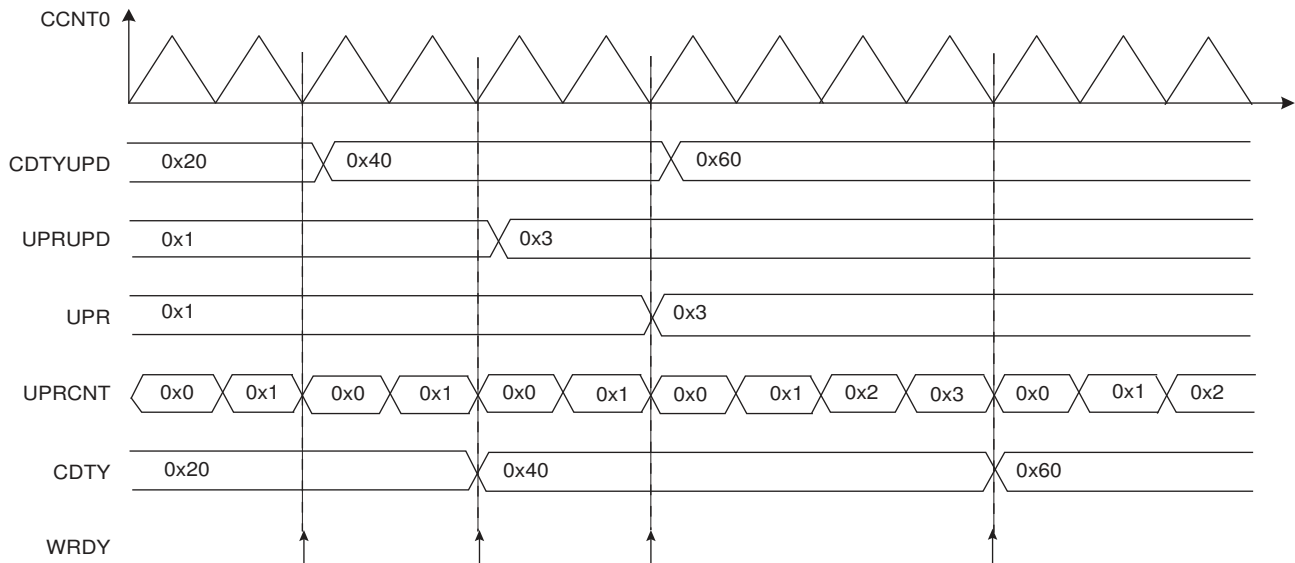 CCNT0
CDTYUPD 0x20 0x40 0x60
UPRUPD 0x1 0x3
UPR 0x1 0x3
UPRCNT 0x0 0x1 0x0 0x1 0x0 0x1 0x0 0x1 0x2 0x3 0x0 0x1 0x2
CDTY 0x20 0x40 0x60
WRDY